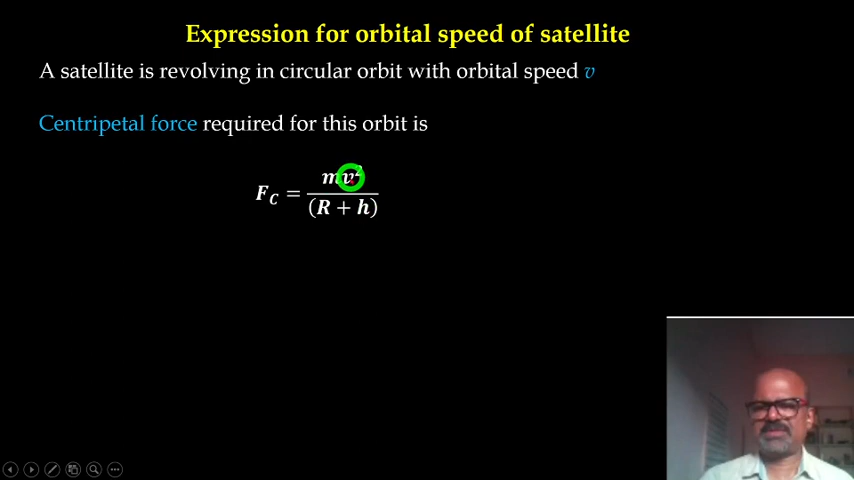 Expression for orbital speed of satellite
A satellite is revolving in circular orbit with orbital speed v
Centripetal force required for this orbit is
F_C = mv² / (R + h)